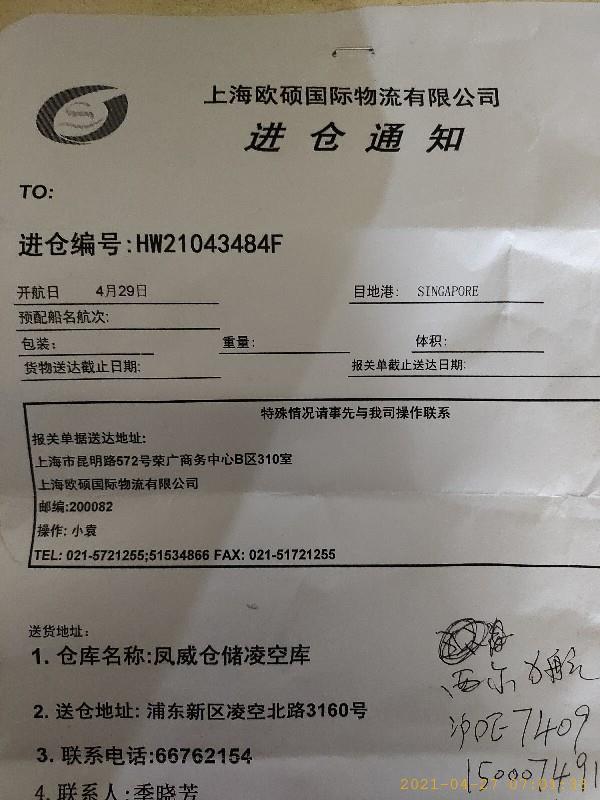 上海欧硕国际物流有限公司
进仓通知
TO:
进仓编号:HW21043484F
开航日 4月29日 目地港: SINGAPORE
预配船名航次:
包装: 重量: 体积:
货物送达截止日期: 报关单截止送达日期:
特殊情况请事先与我司操作联系
报关单据送达地址:
上海市昆明路572号荣广商务中心B区310室
上海欧硕国际物流有限公司
邮编:200082
操作: 小袁
TEL: 021-5721255;51534866 FAX: 021-51721255
送货地址:
1. 仓库名称:凤威仓储凌空库
2. 送仓地址: 浦东新区凌空北路3160号
3. 联系电话:66762154
4. 联系人:季晓芳
7409
150007491
2021-04-27 07:01:33